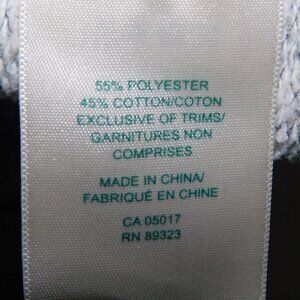 55% POLYESTER
45% COTTON/COTON
EXCLUSIVE OF TRIMS/
GARNITURES NON
COMPRISES
MADE IN CHINA/
FABRIQUÉ EN CHINE
CA 05017
RN 89323